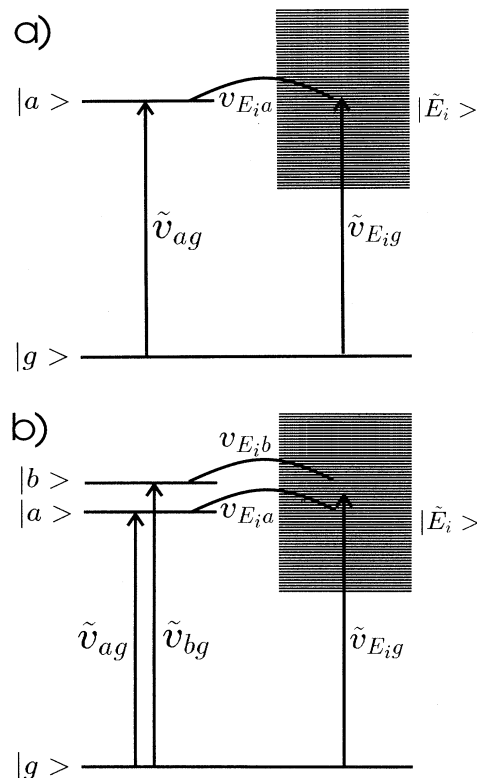 a)
|a >
v_{E_i a}
|Ẽ_i >
ṽ_{ag}
ṽ_{E_i g}
|g >
b)
v_{E_i b}
|b >
|a >
v_{E_i a}
|Ẽ_i >
ṽ_{ag}
ṽ_{bg}
ṽ_{E_i g}
|g >